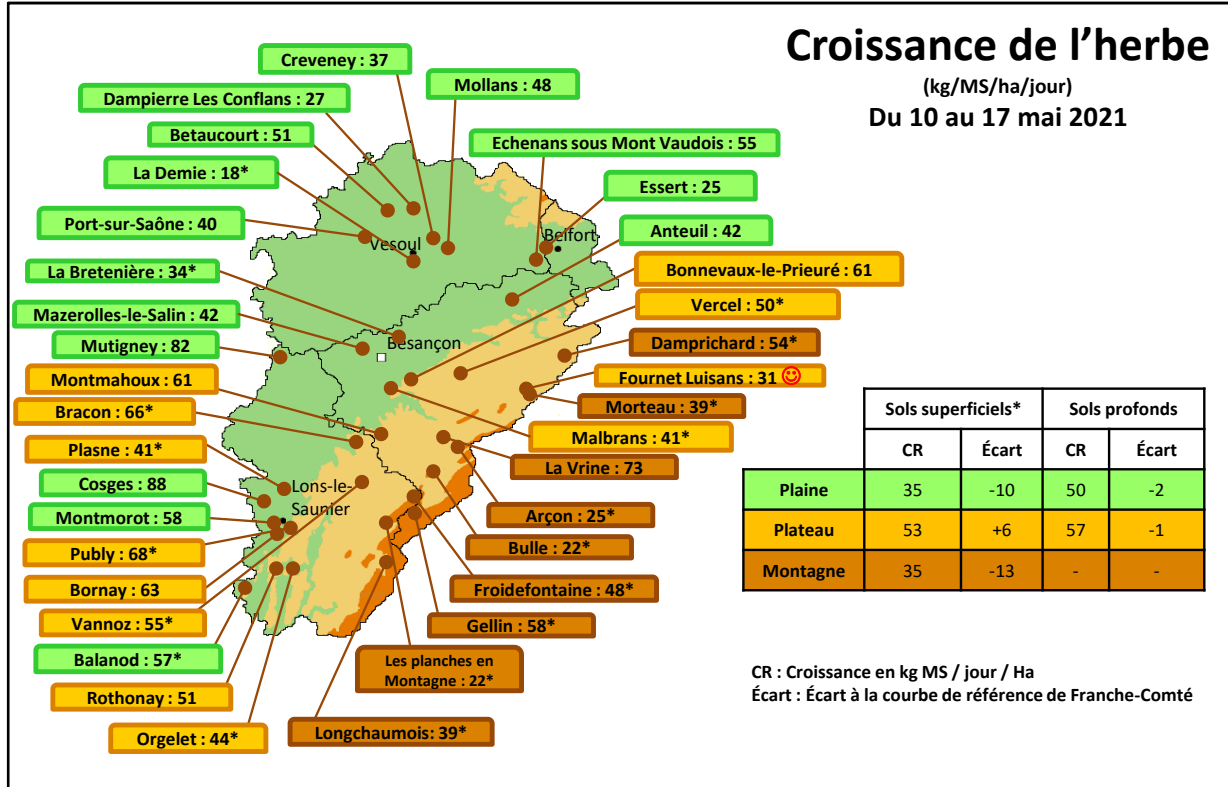 Croissance de l’herbe
(kg/MS/ha/jour)
Du 10 au 17 mai 2021
Creveney : 37
Mollans : 48
Dampierre Les Conflans : 27
Betaucourt : 51
Echenans sous Mont Vaudois : 55
La Demie : 18*
Essert : 25
Port-sur-Saône : 40
Anteuil : 42
Vesoul
Belfort
La Bretenière : 34*
Bonnevaux-le-Prieuré : 61
Vercel : 50*
Mazerolles-le-Salin : 42
Besançon
Mutigney : 82
Damprichard : 54*
Montmahoux : 61
Fournet Luisans : 31
Bracon : 66*
Morteau : 39*
Plasne : 41*
Malbrans : 41*
La Vrine : 73
Cosges : 88
Lons-le-
Saunier
Montmorot : 58
Arçon : 25*
Publy : 68*
Bulle : 22*
Bornay : 63
Froidefontaine : 48*
Vannoz : 55*
Gellin : 58*
Balanod : 57*
Les planches en
Montagne : 22*
Rothonay : 51
Orgelet : 44*
Longchaumois: 39*
Sols superficiels* Sols profonds
CR Écart CR Écart
Plaine 35 -10 50 -2
Plateau 53 +6 57 -1
Montagne 35 -13 - -
CR : Croissance en kg MS / jour / Ha
Écart : Écart à la courbe de référence de Franche-Comté